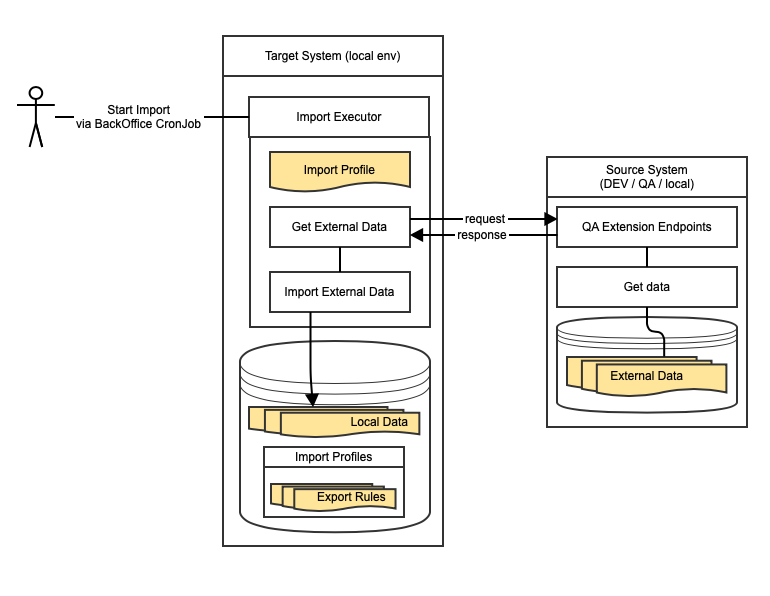 Target System (local env)
Start Import
via BackOffice CronJob
Import Executor
Import Profile
Source System
(DEV / QA / local)
Get External Data
request
response
QA Extension Endpoints
Import External Data
Get data
External Data
Local Data
Import Profiles
Export Rules